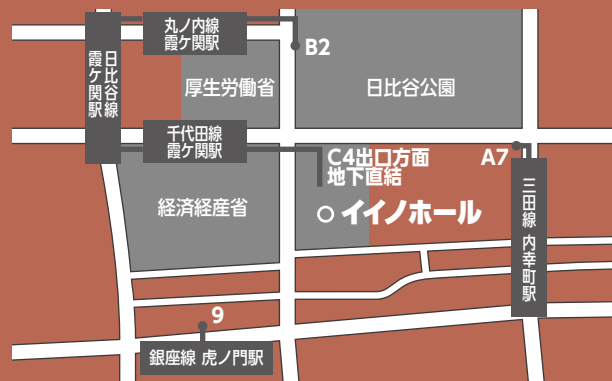 丸ノ内線
霞ケ関駅
B2
日比谷線
霞ケ関駅
厚生労働省
日比谷公園
千代田線
霞ケ関駅
C4出口方面
地下直結
A7
経済経産省
イイノホール
三田線 内幸町駅
9
銀座線 虎ノ門駅